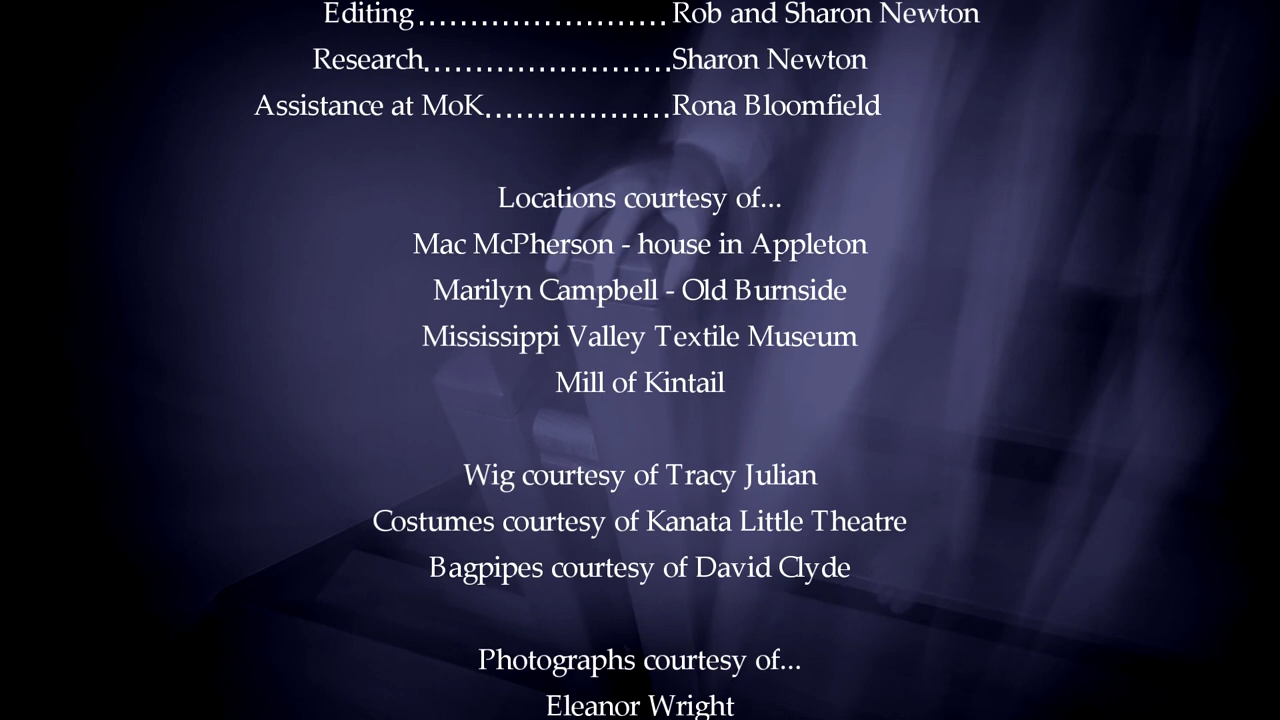 Editing........................Rob and Sharon Newton
Research........................Sharon Newton
Assistance at MoK..................Rona Bloomfield
Locations courtesy of...
Mac McPherson - house in Appleton
Marilyn Campbell - Old Burnside
Mississippi Valley Textile Museum
Mill of Kintail
Wig courtesy of Tracy Julian
Costumes courtesy of Kanata Little Theatre
Bagpipes courtesy of David Clyde
Photographs courtesy of...
Eleanor Wright